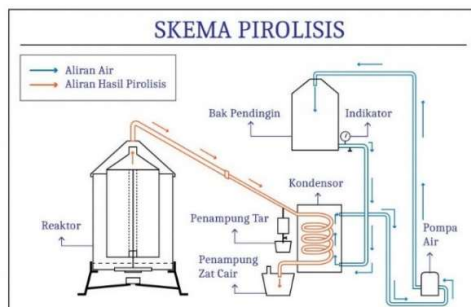 SKEMA PIROLISIS
Aliran Air
Aliran Hasil Pirolisis
Bak Pendingin
Indikator
Kondensor
Reaktor
Penampung Tar
Penampung
Zat Cair
Pompa
Air